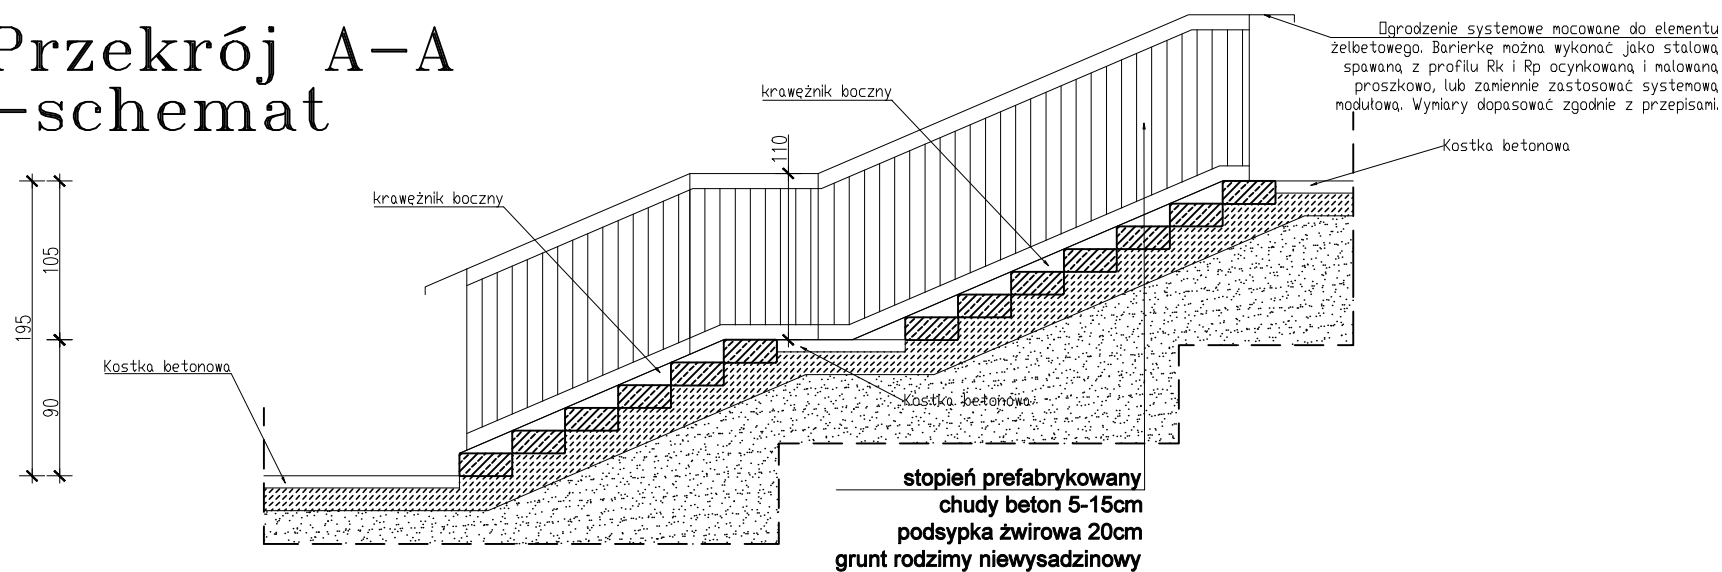 Przekrój A-A
-schemat
Ogrodzenie systemowe mocowane do elementu
żelbetowego. Barierkę można wykonać jako stalową
spawaną z profilu Rk i Rp ocynkowaną i malowaną
proszkowo, lub zamiennie zastosować systemową
modułową. Wymiary dopasować zgodnie z przepisami.
krawężnik boczny
110
Kostka betonowa
krawężnik boczny
105
195
Kostka betonowa
90
Kostka betonowa
stopień prefabrykowany
chudy beton 5-15cm
podsypka żwirowa 20cm
grunt rodzimy niewysadzinowy